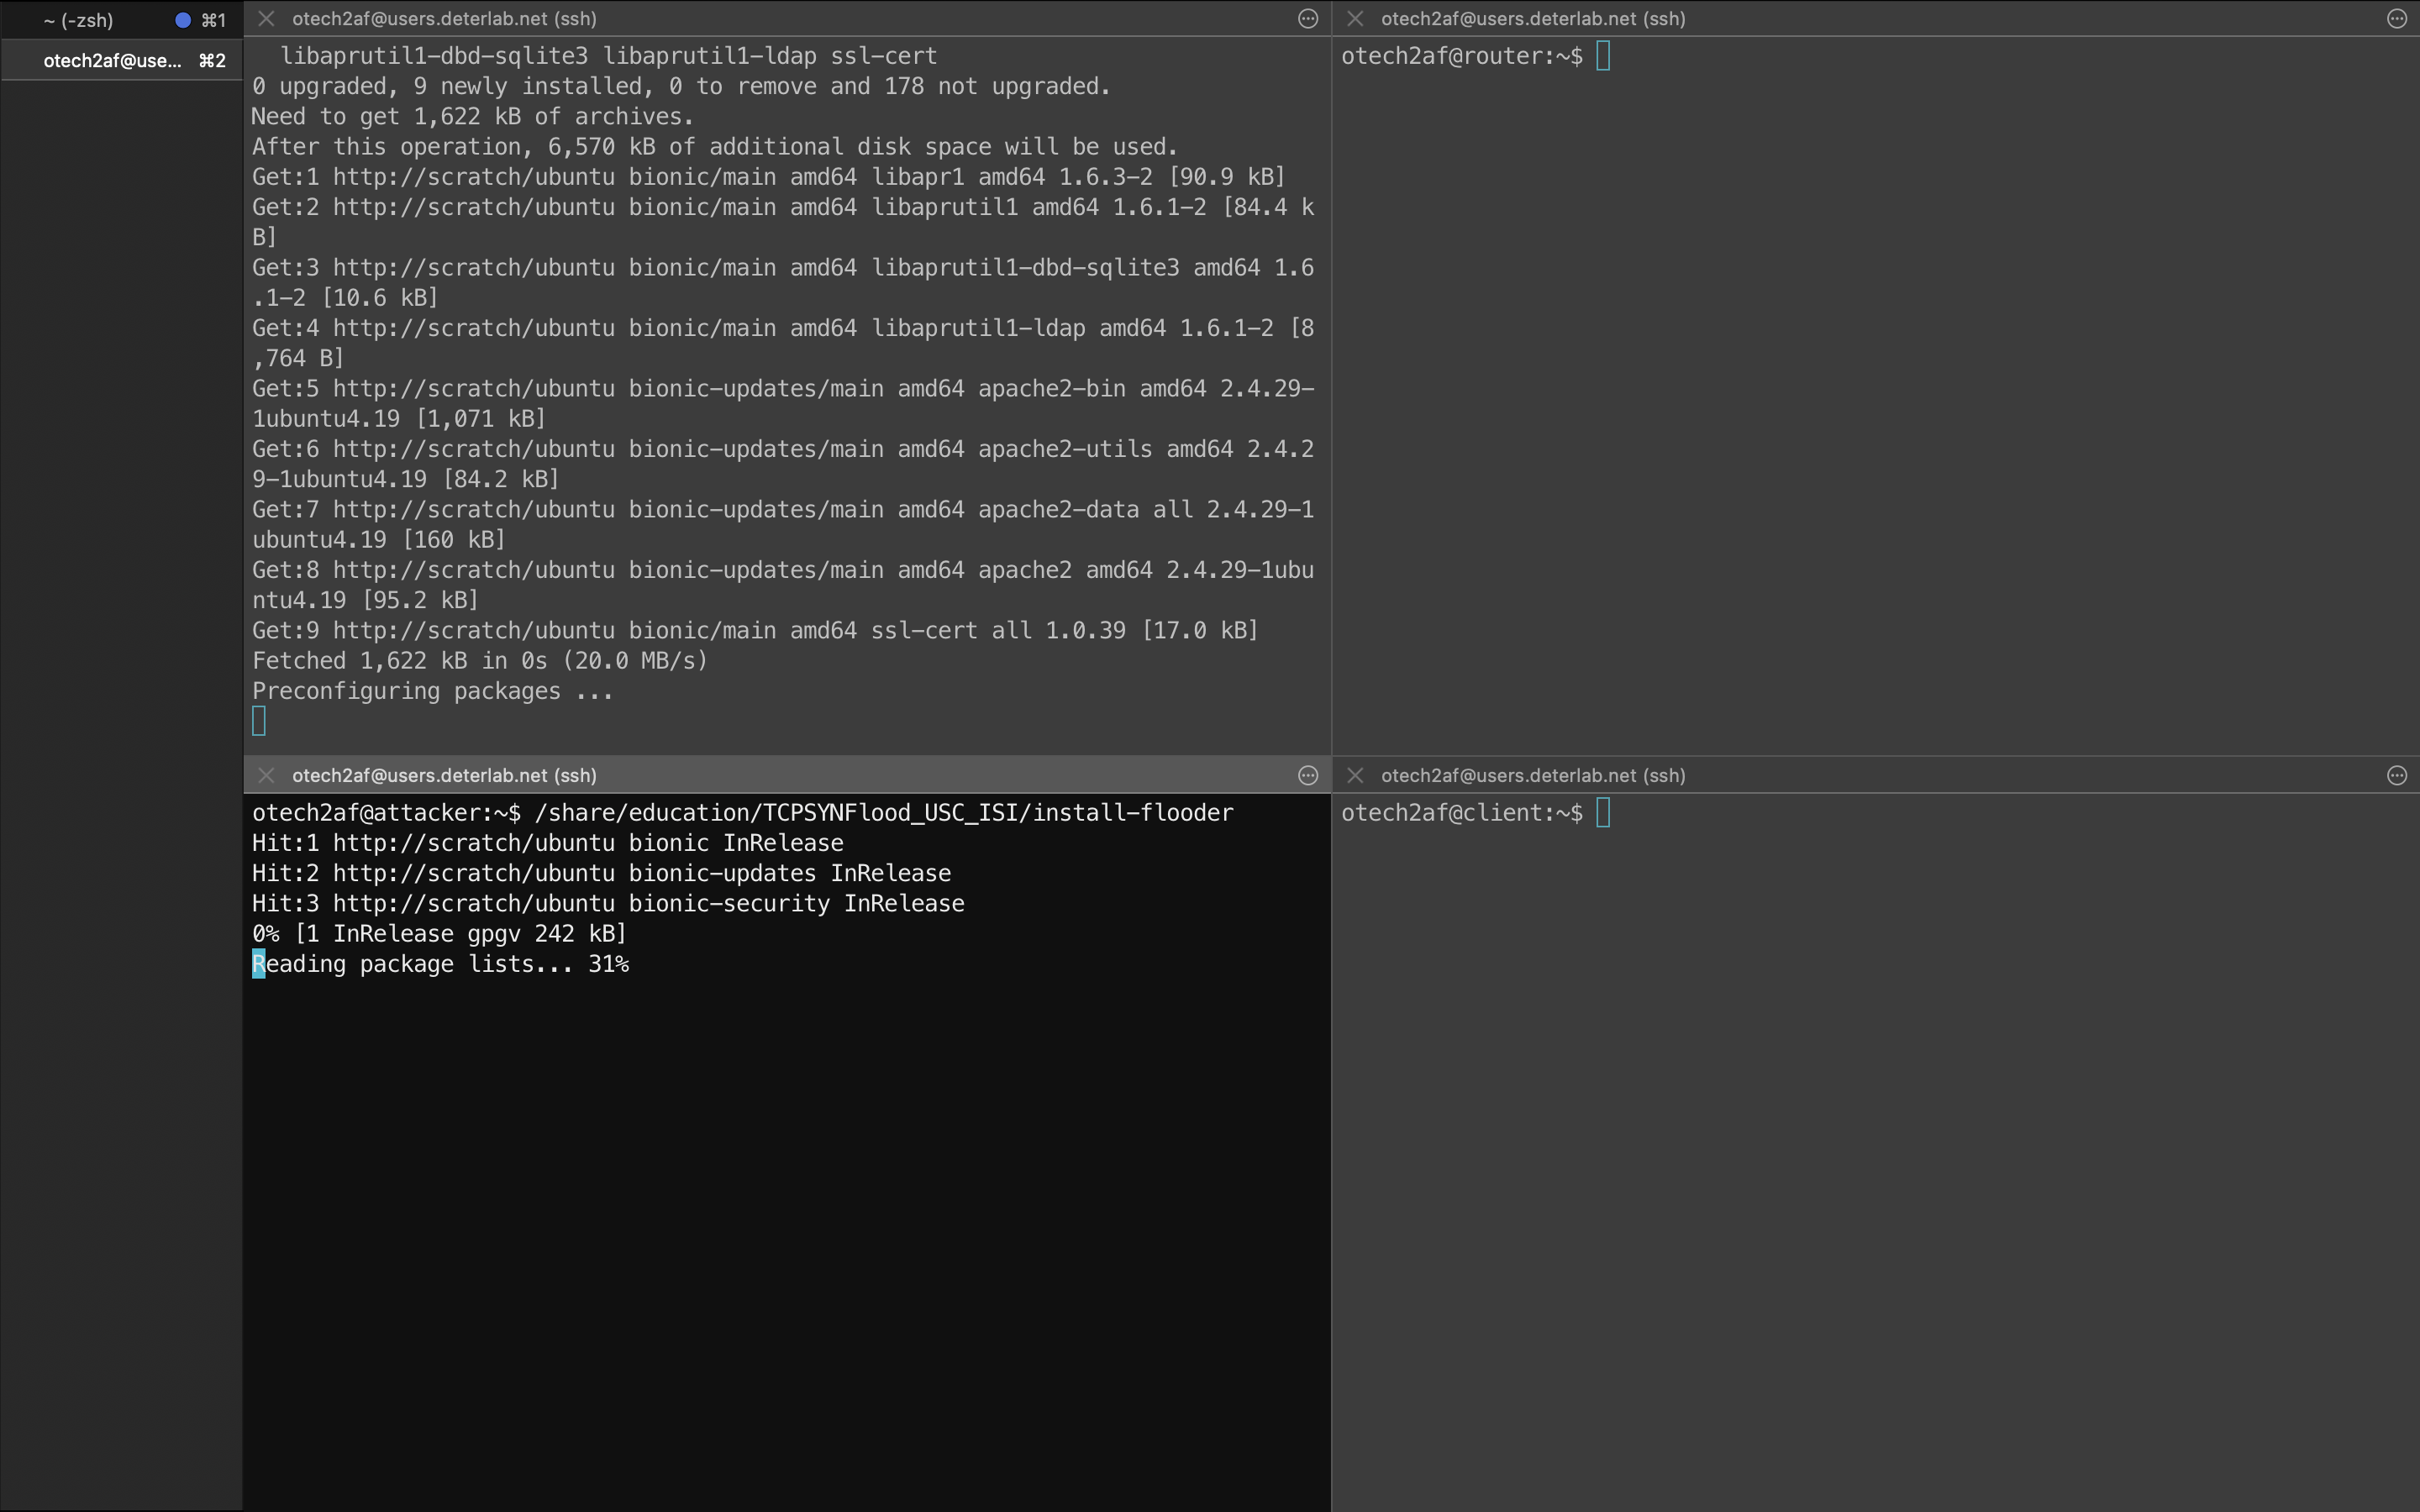 ~ (-zsh) ⌘1
otech2af@use... ⌘2
otech2af@users.deterlab.net (ssh)
libaprutil1-dbd-sqlite3 libaprutil1-ldap ssl-cert
0 upgraded, 9 newly installed, 0 to remove and 178 not upgraded.
Need to get 1,622 kB of archives.
After this operation, 6,570 kB of additional disk space will be used.
Get:1 http://scratch/ubuntu bionic/main amd64 libapr1 amd64 1.6.3-2 [90.9 kB]
Get:2 http://scratch/ubuntu bionic/main amd64 libaprutil1 amd64 1.6.1-2 [84.4 k
B]
Get:3 http://scratch/ubuntu bionic/main amd64 libaprutil1-dbd-sqlite3 amd64 1.6
.1-2 [10.6 kB]
Get:4 http://scratch/ubuntu bionic/main amd64 libaprutil1-ldap amd64 1.6.1-2 [8
,764 B]
Get:5 http://scratch/ubuntu bionic-updates/main amd64 apache2-bin amd64 2.4.29-
1ubuntu4.19 [1,071 kB]
Get:6 http://scratch/ubuntu bionic-updates/main amd64 apache2-utils amd64 2.4.2
9-1ubuntu4.19 [84.2 kB]
Get:7 http://scratch/ubuntu bionic-updates/main amd64 apache2-data all 2.4.29-1
ubuntu4.19 [160 kB]
Get:8 http://scratch/ubuntu bionic-updates/main amd64 apache2 amd64 2.4.29-1ubu
ntu4.19 [95.2 kB]
Get:9 http://scratch/ubuntu bionic/main amd64 ssl-cert all 1.0.39 [17.0 kB]
Fetched 1,622 kB in 0s (20.0 MB/s)
Preconfiguring packages ...
otech2af@users.deterlab.net (ssh)
otech2af@router:~$
otech2af@users.deterlab.net (ssh)
otech2af@attacker:~$ /share/education/TCPSYNFlood_USC_ISI/install-flooder
Hit:1 http://scratch/ubuntu bionic InRelease
Hit:2 http://scratch/ubuntu bionic-updates InRelease
Hit:3 http://scratch/ubuntu bionic-security InRelease
0% [1 InRelease gpgv 242 kB]
Reading package lists... 31%
otech2af@users.deterlab.net (ssh)
otech2af@client:~$